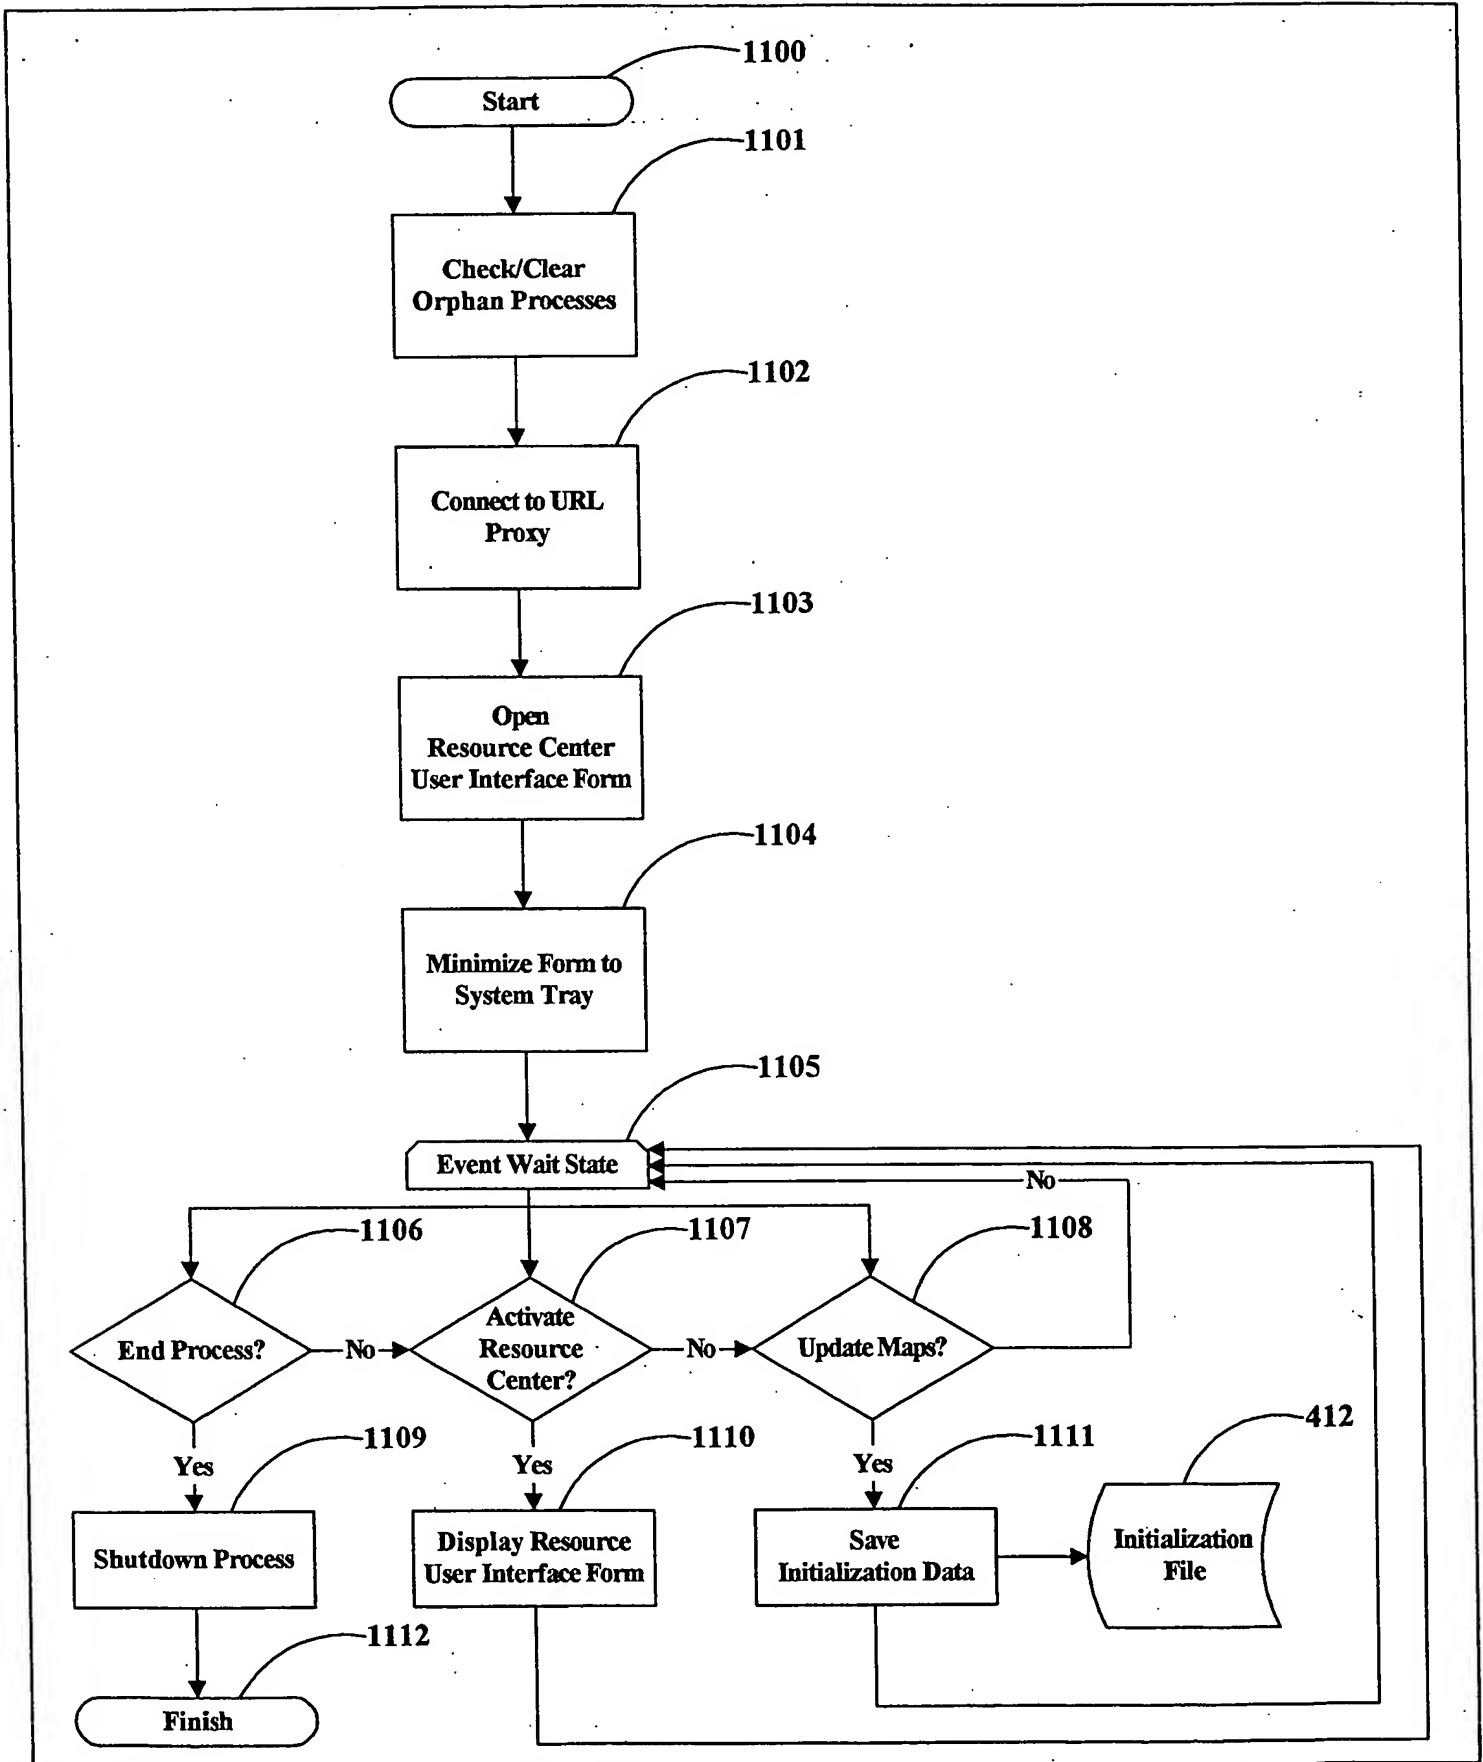 1100
Start
1101
Check/Clear
Orphan Processes
1102
Connect to URL
Proxy
1103
Open
Resource Center
User Interface Form
1104
Minimize Form to
System Tray
1105
Event Wait State
No
1106
1107
1108
End Process?
No
Activate
Resource
Center?
No
Update Maps?
Yes
1109
Yes
1110
Yes
1111
412
Shutdown Process
Display Resource
User Interface Form
Save
Initialization Data
Initialization
File
1112
Finish